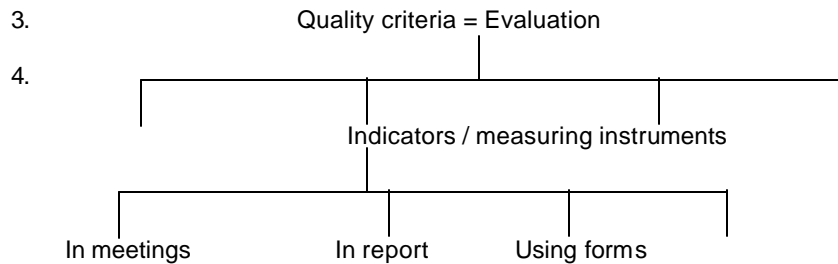 3. Quality criteria = Evaluation
4.
Indicators / measuring instruments
In meetings In report Using forms